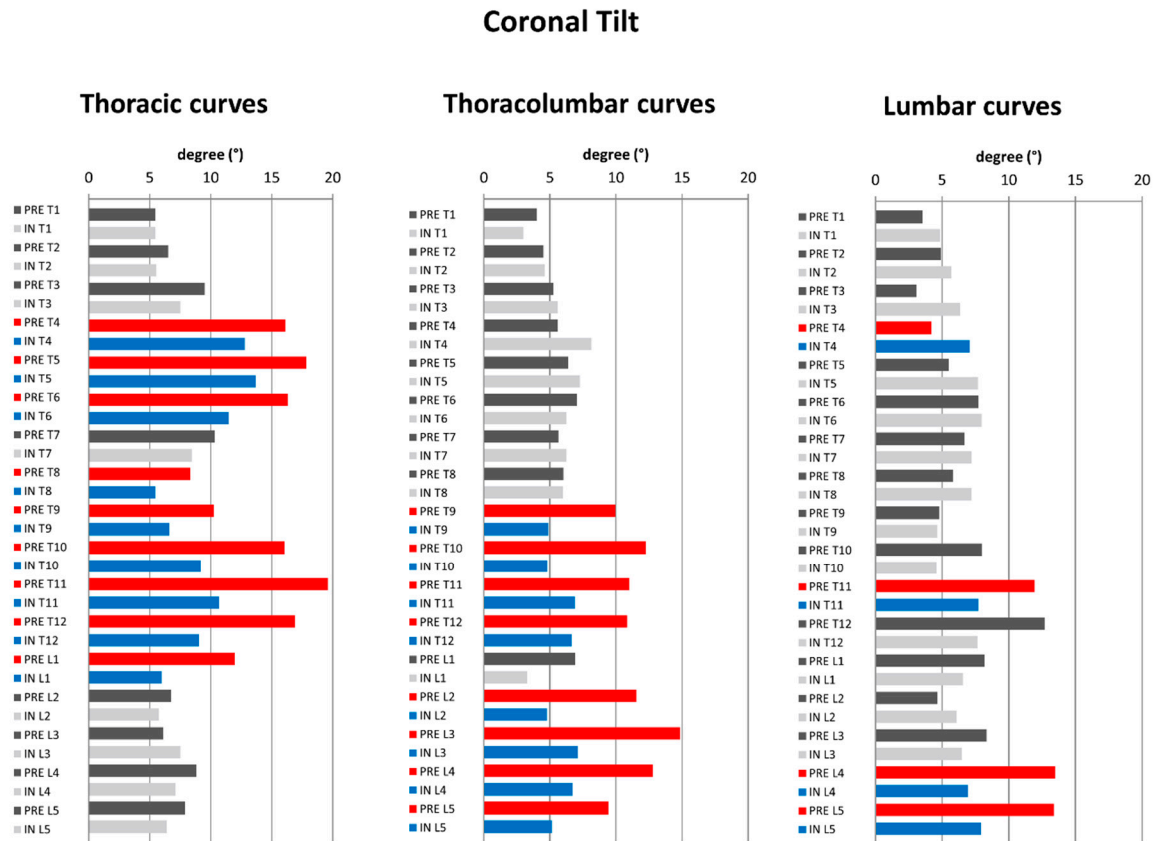 Coronal Tilt
Thoracic curves
degree (°)
0 5 10 15 20
PRE T1
IN T1
PRE T2
IN T2
PRE T3
IN T3
PRE T4
IN T4
PRE T5
IN T5
PRE T6
IN T6
PRE T7
IN T7
PRE T8
IN T8
PRE T9
IN T9
PRE T10
IN T10
PRE T11
IN T11
PRE T12
IN T12
PRE L1
IN L1
PRE L2
IN L2
PRE L3
IN L3
PRE L4
IN L4
PRE L5
IN L5
Thoracolumbar curves
degree (°)
0 5 10 15 20
PRE T1
IN T1
PRE T2
IN T2
PRE T3
IN T3
PRE T4
IN T4
PRE T5
IN T5
PRE T6
IN T6
PRE T7
IN T7
PRE T8
IN T8
PRE T9
IN T9
PRE T10
IN T10
PRE T11
IN T11
PRE T12
IN T12
PRE L1
IN L1
PRE L2
IN L2
PRE L3
IN L3
PRE L4
IN L4
PRE L5
IN L5
Lumbar curves
degree (°)
0 5 10 15 20
PRE T1
IN T1
PRE T2
IN T2
PRE T3
IN T3
PRE T4
IN T4
PRE T5
IN T5
PRE T6
IN T6
PRE T7
IN T7
PRE T8
IN T8
PRE T9
IN T9
PRE T10
IN T10
PRE T11
IN T11
PRE T12
IN T12
PRE L1
IN L1
PRE L2
IN L2
PRE L3
IN L3
PRE L4
IN L4
PRE L5
IN L5